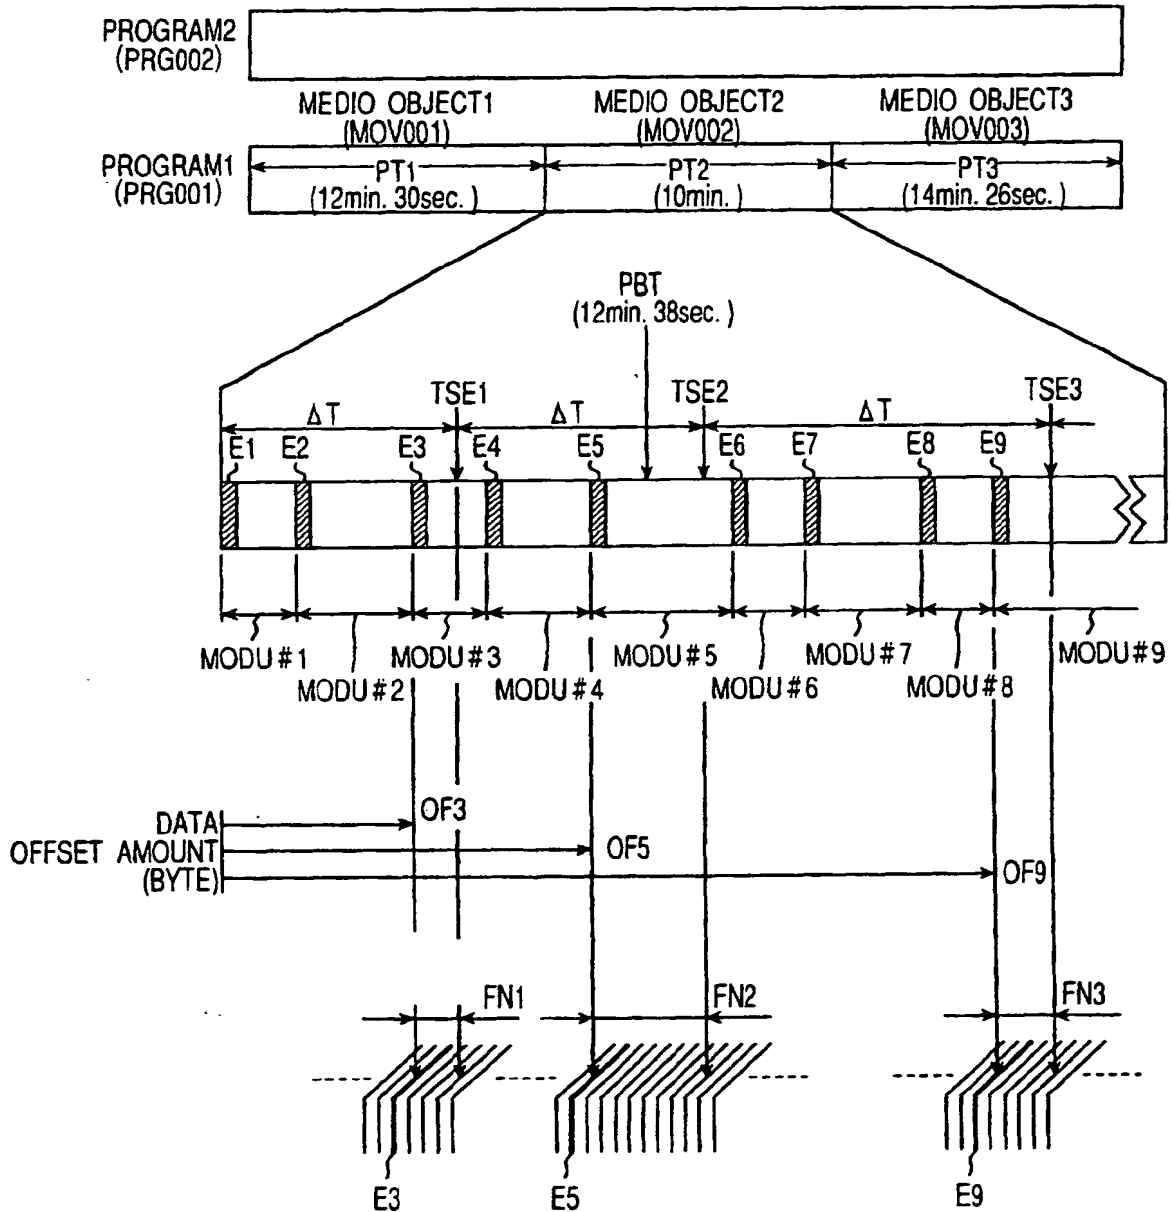 PROGRAM2
(PRG002)
MEDIO OBJECT1
(MOV001)
MEDIO OBJECT2
(MOV002)
MEDIO OBJECT3
(MOV003)
PROGRAM1
(PRG001)
PT1
(12min. 30sec.)
PT2
(10min.)
PT3
(14min. 26sec.)
PBT
(12min. 38sec.)
TSE1 TSE2 TSE3
ΔT ΔT ΔT
E1 E2 E3 E4 E5 E6 E7 E8 E9
MODU#1 MODU#3 MODU#5 MODU#7 MODU#9
MODU#2 MODU#4 MODU#6 MODU#8
DATA
OFFSET AMOUNT
(BYTE)
OF3
OF5
OF9
FN1 FN2 FN3
E3 E5 E9